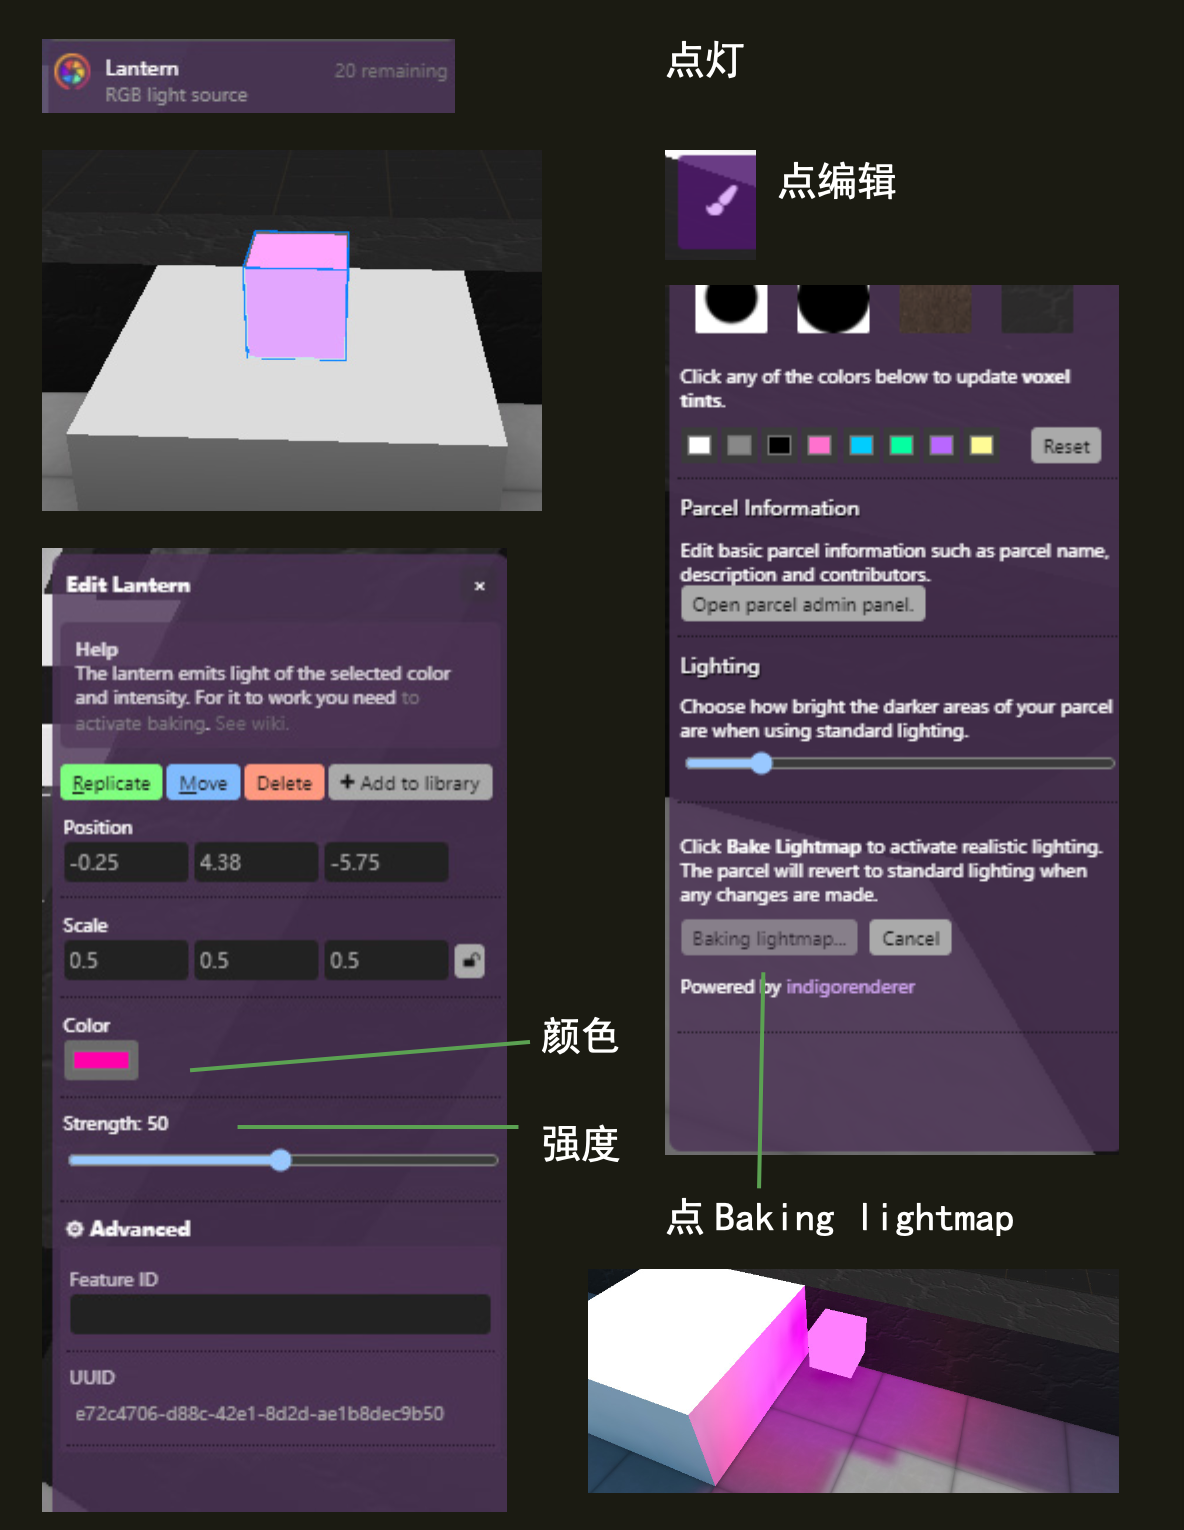 Lantern
20 remaining
RGB light source
点灯
点编辑
Edit Lantern
×
Help
The lantern emits light of the selected color
and intensity. For it to work you need to
activate baking. See wiki.
Replicate
Move
Delete
+ Add to library
Position
-0.25
4.38
-5.75
Scale
0.5
0.5
0.5
Color
颜色
Strength: 50
强度
Advanced
Feature ID
UUID
e72c4706-d88c-42e1-8d2d-ae1b8dec9b50
Click any of the colors below to update voxel
tints.
Reset
Parcel Information
Edit basic parcel information such as parcel name,
description and contributors.
Open parcel admin panel.
Lighting
Choose how bright the darker areas of your parcel
are when using standard lighting.
Click Bake Lightmap to activate realistic lighting.
The parcel will revert to standard lighting when
any changes are made.
Baking lightmap...
Cancel
Powered by indigorenderer
点 Baking lightmap